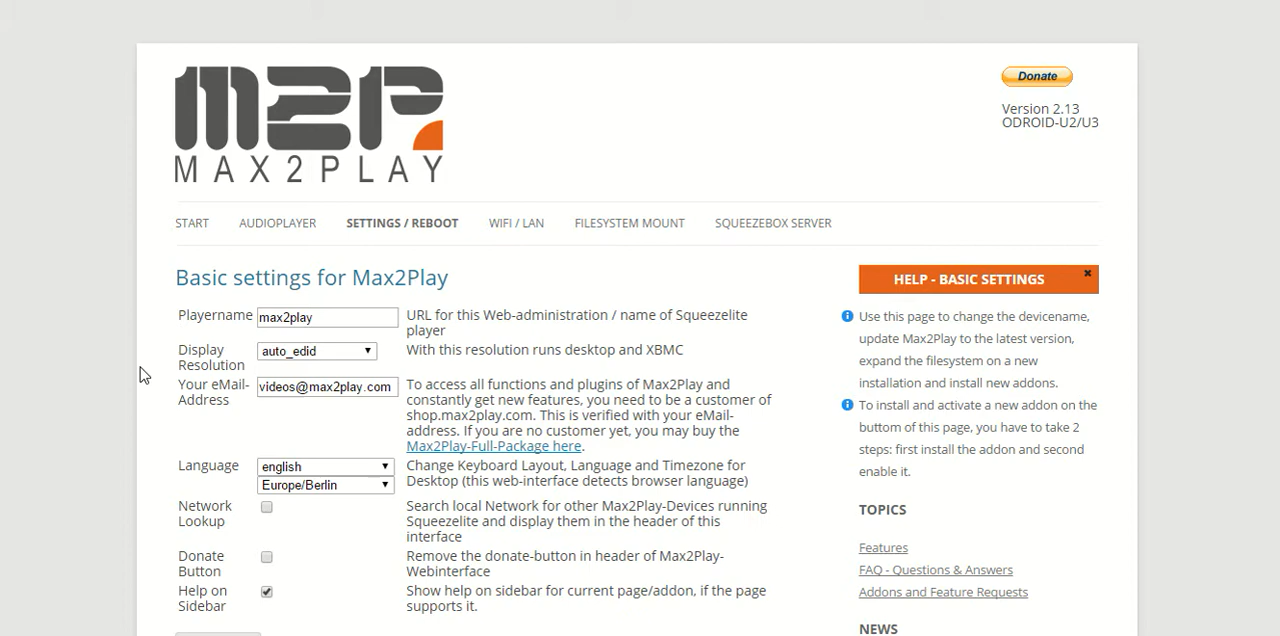 M2P
MAX2PLAY
Donate
Version 2.13
ODROID-U2/U3
START
AUDIOPLAYER
SETTINGS / REBOOT
WIFI / LAN
FILESYSTEM MOUNT
SQUEEZEBOX SERVER
Basic settings for Max2Play
Playername
max2play
URL for this Web-administration / name of Squeezelite
player
Display
Resolution
auto_edid
With this resolution runs desktop and XBMC
Your eMail-
Address
videos@max2play.com
To access all functions and plugins of Max2Play and
constantly get new features, you need to be a customer of
shop.max2play.com. This is verified with your eMail-
address. If you are no customer yet, you may buy the
Max2Play-Full-Package here.
Language
english
Europe/Berlin
Change Keyboard Layout, Language and Timezone for
Desktop (this web-interface detects browser language)
Network
Lookup
Search local Network for other Max2Play-Devices running
Squeezelite and display them in the header of this
interface
Donate
Button
Remove the donate-button in header of Max2Play-
Webinterface
Help on
Sidebar
Show help on sidebar for current page/addon, if the page
supports it.
HELP - BASIC SETTINGS
Use this page to change the devicename,
update Max2Play to the latest version,
expand the filesystem on a new
installation and install new addons.
To install and activate a new addon on the
buttom of this page, you have to take 2
steps: first install the addon and second
enable it.
TOPICS
Features
FAQ - Questions & Answers
Addons and Feature Requests
NEWS